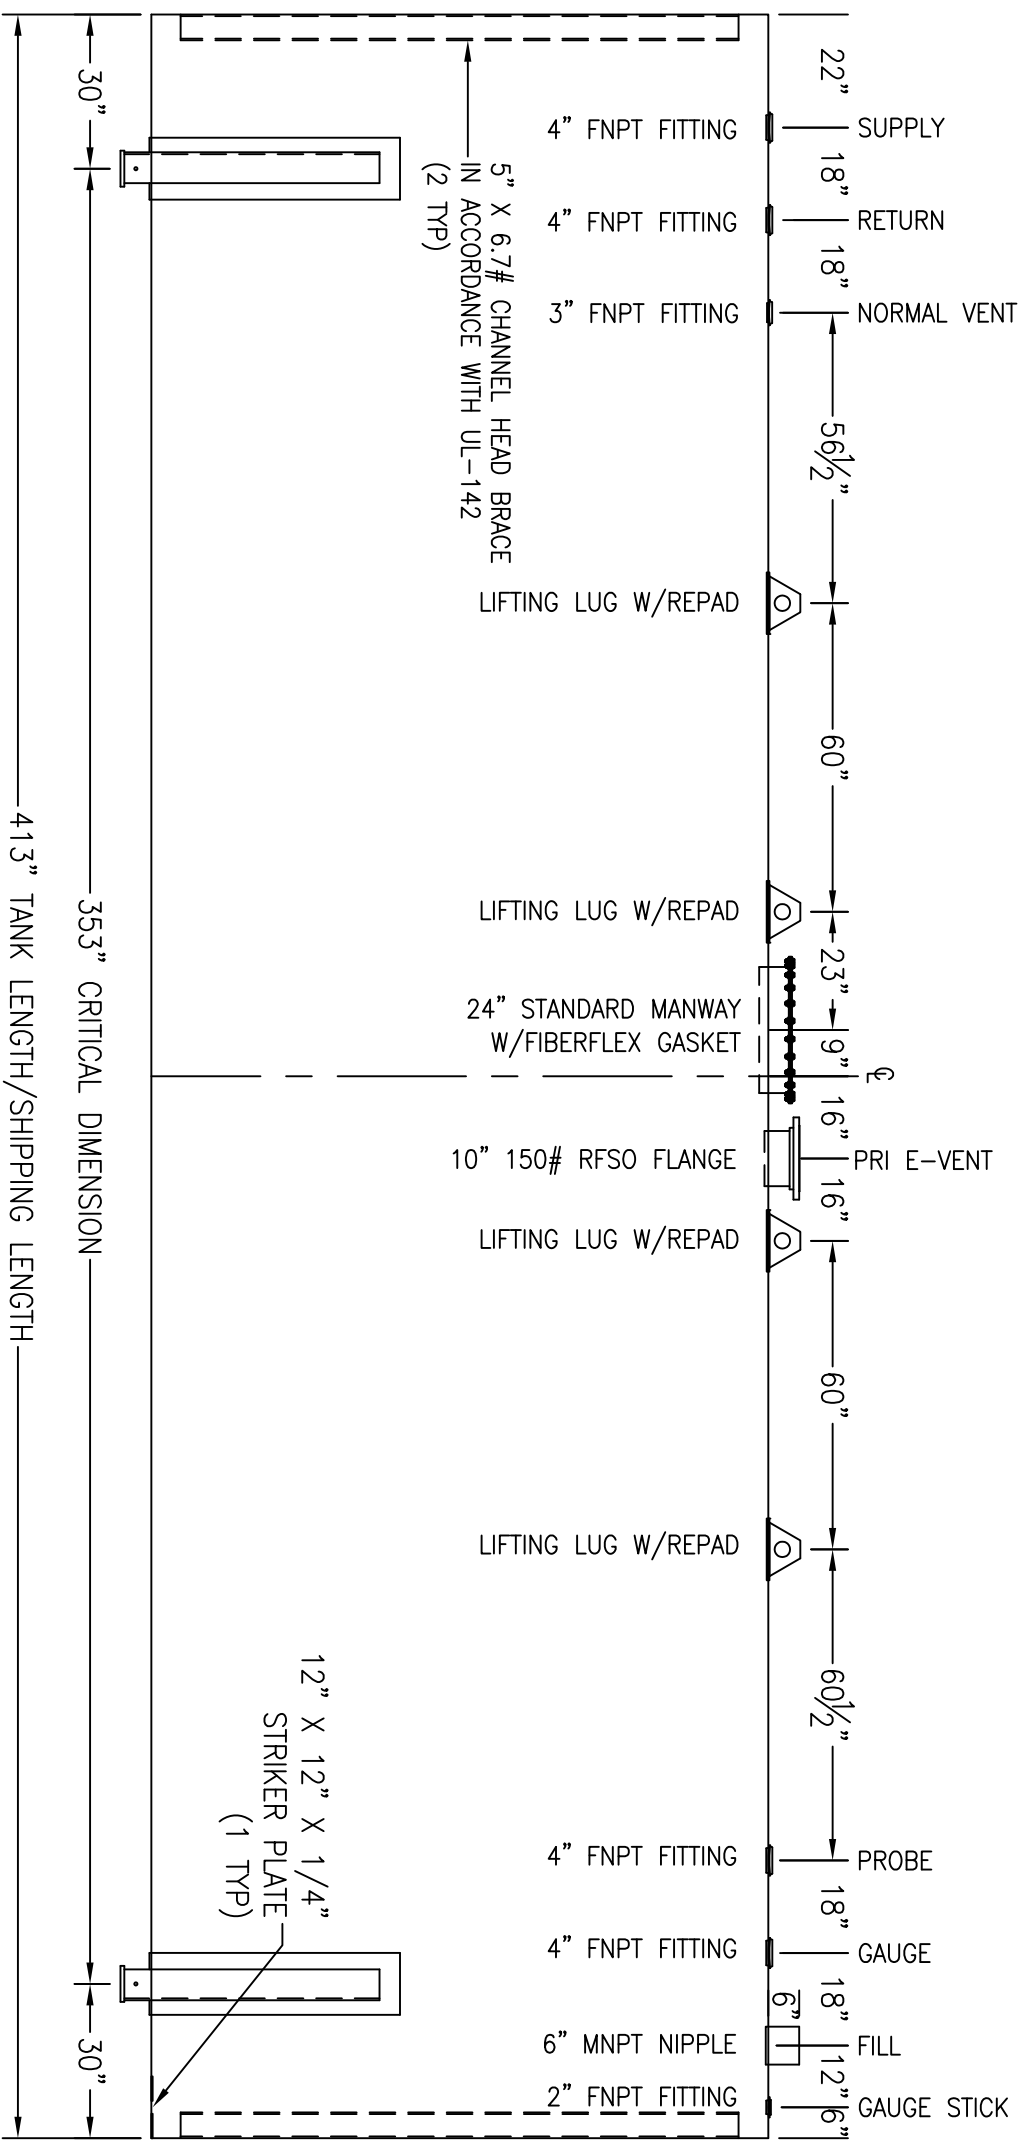 22”
SUPPLY
4” FNPT FITTING
18”
RETURN
4” FNPT FITTING
18”
NORMAL VENT
3” FNPT FITTING
56½”
LIFTING LUG W/REPAD
60”
LIFTING LUG W/REPAD
23”
24” STANDARD MANWAY
W/FIBERFLEX GASKET
9”
℄
16”
PRI E-VENT
10” 150# RFSO FLANGE
16”
LIFTING LUG W/REPAD
60”
LIFTING LUG W/REPAD
60½”
PROBE
4” FNPT FITTING
18”
GAUGE
4” FNPT FITTING
18”
6”
FILL
6” MNPT NIPPLE
12”
GAUGE STICK
2” FNPT FITTING
6”
5” X 6.7# CHANNEL HEAD BRACE
IN ACCORDANCE WITH UL-142
(2 TYP)
12” X 12” X 1/4”
STRIKER PLATE
(1 TYP)
30”
353” CRITICAL DIMENSION
30”
413” TANK LENGTH/SHIPPING LENGTH